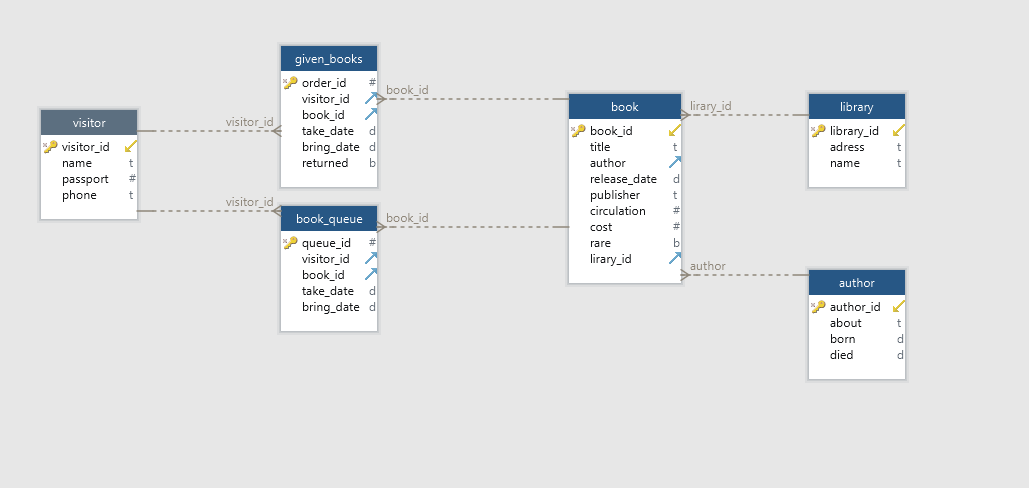 visitor
visitor_id
name t
passport #
phone t
visitor_id
visitor_id
given_books
order_id #
visitor_id
book_id
take_date d
bring_date d
returned b
book_queue
queue_id #
visitor_id
book_id
take_date d
bring_date d
book_id
book_id
book
book_id
title t
author
release_date d
publisher t
circulation #
cost #
rare b
lirary_id
lirary_id
author
library
library_id
adress t
name t
author
author_id
about t
born d
died d